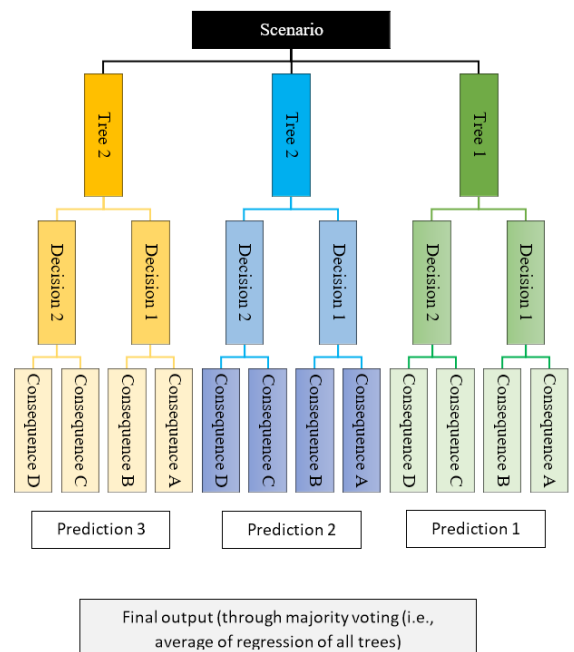 Scenario
Tree 2
Tree 2
Tree 1
Decision 2
Decision 1
Decision 2
Decision 1
Decision 2
Decision 1
Consequence D
Consequence C
Consequence B
Consequence A
Consequence D
Consequence C
Consequence B
Consequence A
Consequence D
Consequence C
Consequence B
Consequence A
Prediction 3
Prediction 2
Prediction 1
Final output (through majority voting (i.e.,
average of regression of all trees)